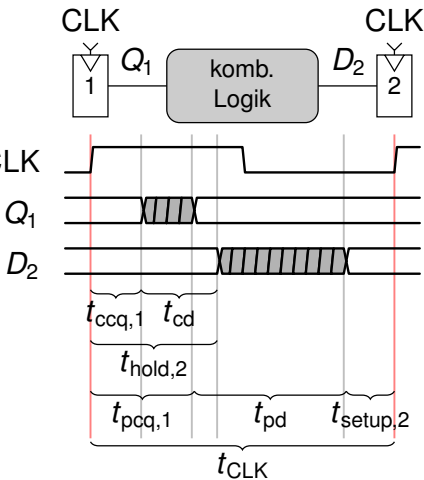 CLK CLK
1 Q1 komb. Logik D2 2
CLK
Q1
D2
tccq,1 tcd
thold,2
tpcq,1 tpd tsetup,2
tCLK